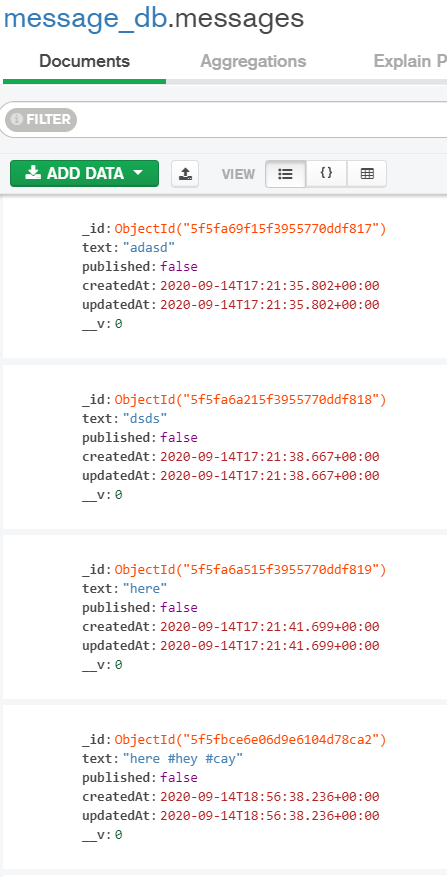 message_db.messages
Documents Aggregations Explain P
FILTER
ADD DATA VIEW { }
_id: ObjectId("5f5fa69f15f3955770ddf817")
text: "adasd"
published: false
createdAt: 2020-09-14T17:21:35.802+00:00
updatedAt: 2020-09-14T17:21:35.802+00:00
__v: 0
_id: ObjectId("5f5fa6a215f3955770ddf818")
text: "dsds"
published: false
createdAt: 2020-09-14T17:21:38.667+00:00
updatedAt: 2020-09-14T17:21:38.667+00:00
__v: 0
_id: ObjectId("5f5fa6a515f3955770ddf819")
text: "here"
published: false
createdAt: 2020-09-14T17:21:41.699+00:00
updatedAt: 2020-09-14T17:21:41.699+00:00
__v: 0
_id: ObjectId("5f5fbce6e06d9e6104d78ca2")
text: "here #hey #cay"
published: false
createdAt: 2020-09-14T18:56:38.236+00:00
updatedAt: 2020-09-14T18:56:38.236+00:00
__v: 0